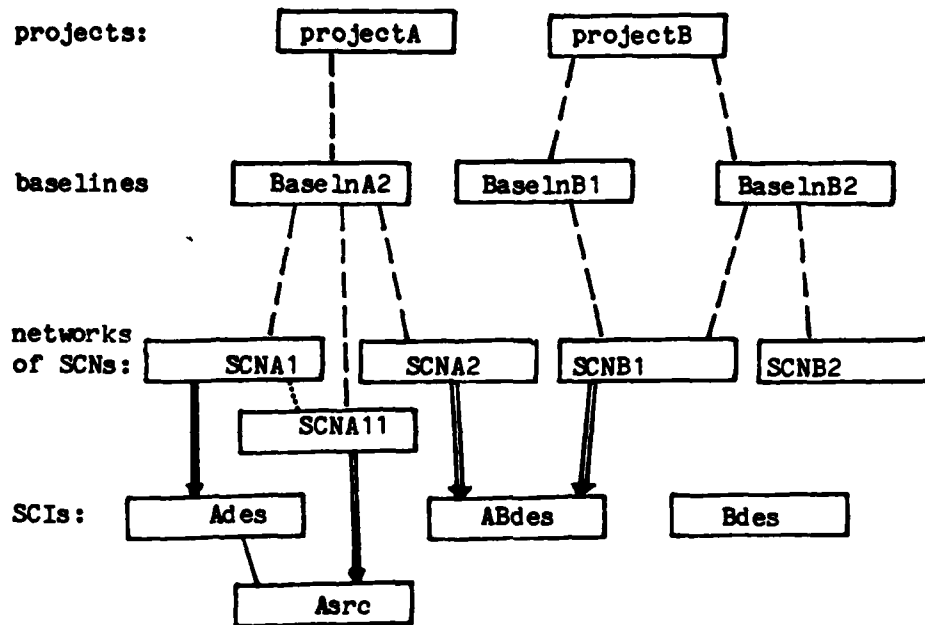 projects: projectA projectB
baselines BaselnA2 BaselnB1 BaselnB2
networks
of SCNs: SCNA1 SCNA2 SCNB1 SCNB2
SCNA11
SCIs: Ades ABdes Bdes
Asrc